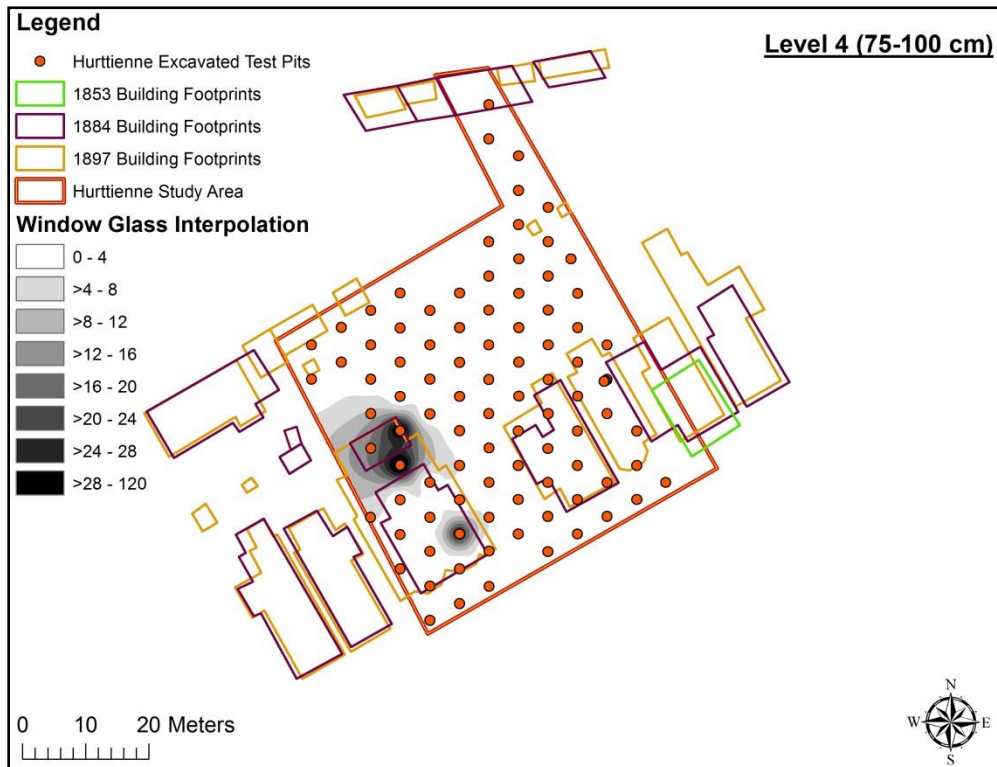 Legend
Level 4 (75-100 cm)
Hurttienne Excavated Test Pits
1853 Building Footprints
1884 Building Footprints
1897 Building Footprints
Hurttienne Study Area
Window Glass Interpolation
0 - 4
>4 - 8
>8 - 12
>12 - 16
>16 - 20
>20 - 24
>24 - 28
>28 - 120
0 10 20 Meters
N
W E
S